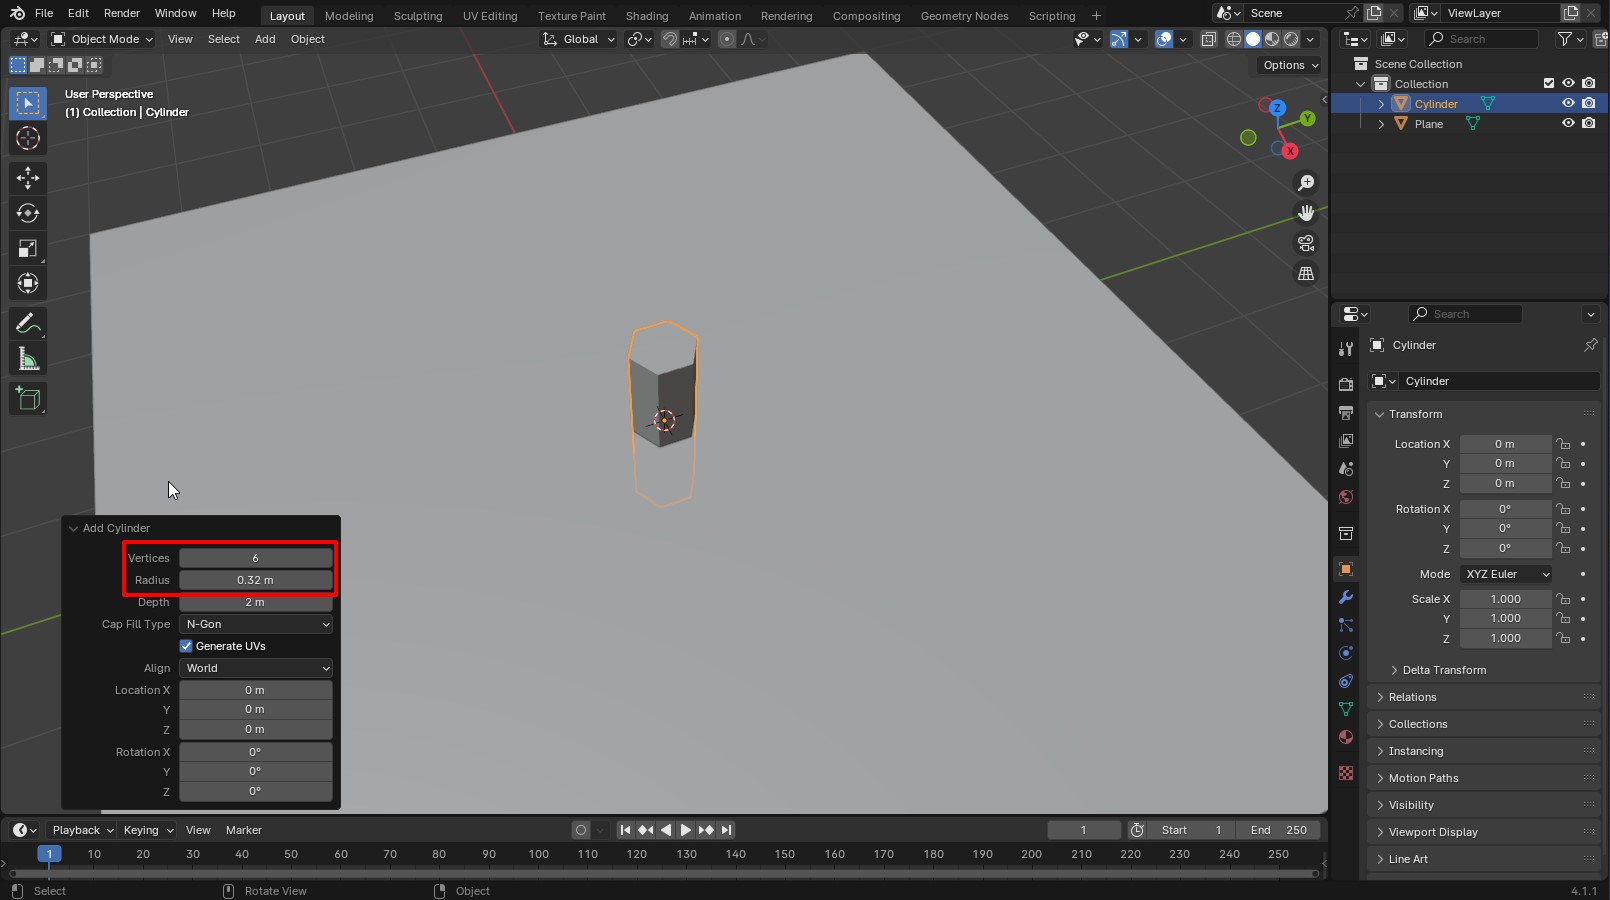 File Edit Render Window Help Layout Modeling Sculpting UV Editing Texture Paint Shading Animation Rendering Compositing Geometry Nodes Scripting + Scene ViewLayer
Object Mode View Select Add Object Global Search
Options
User Perspective
(1) Collection | Cylinder
Z
Y
X
Scene Collection
Collection
Cylinder
Plane
Search
Cylinder
Cylinder
Transform
Location X 0 m
Y 0 m
Z 0 m
Rotation X 0°
Y 0°
Z 0°
Mode XYZ Euler
Scale X 1.000
Y 1.000
Z 1.000
Delta Transform
Relations
Collections
Instancing
Motion Paths
Visibility
Viewport Display
Line Art
Add Cylinder
Vertices 6
Radius 0.32 m
Depth 2 m
Cap Fill Type N-Gon
Generate UVs
Align World
Location X 0 m
Y 0 m
Z 0 m
Rotation X 0°
Y 0°
Z 0°
Playback Keying View Marker 1 Start 1 End 250
1 10 20 30 40 50 60 70 80 90 100 110 120 130 140 150 160 170 180 190 200 210 220 230 240 250
Select Rotate View Object 4.1.1